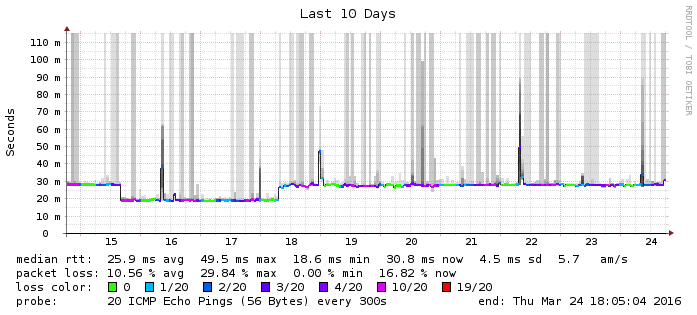 Last 10 Days
RRDTOOL / TOBI OETIKER
Seconds
110 m
100 m
90 m
80 m
70 m
60 m
50 m
40 m
30 m
20 m
10 m
0
15 16 17 18 19 20 21 22 23 24
median rtt: 25.9 ms avg 49.5 ms max 18.6 ms min 30.8 ms now 4.5 ms sd 5.7 am/s
packet loss: 10.56 % avg 29.84 % max 0.00 % min 16.82 % now
loss color: 0 1/20 2/20 3/20 4/20 10/20 19/20
probe: 20 ICMP Echo Pings (56 Bytes) every 300s end: Thu Mar 24 18:05:04 2016